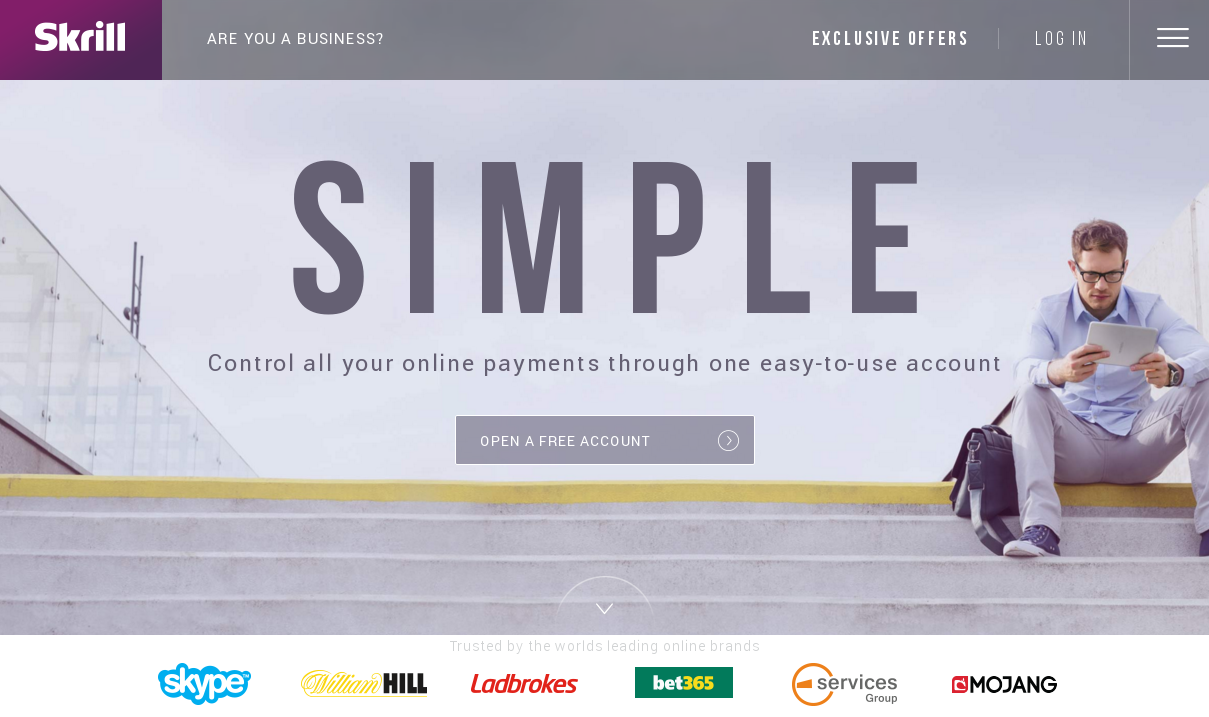 Skrill
ARE YOU A BUSINESS?
EXCLUSIVE OFFERS
LOG IN
SIMPLE
Control all your online payments through one easy-to-use account
OPEN A FREE ACCOUNT
Trusted by the worlds leading online brands
skype TM
William HILL
Ladbrokes
bet365
services Group
MOJANG